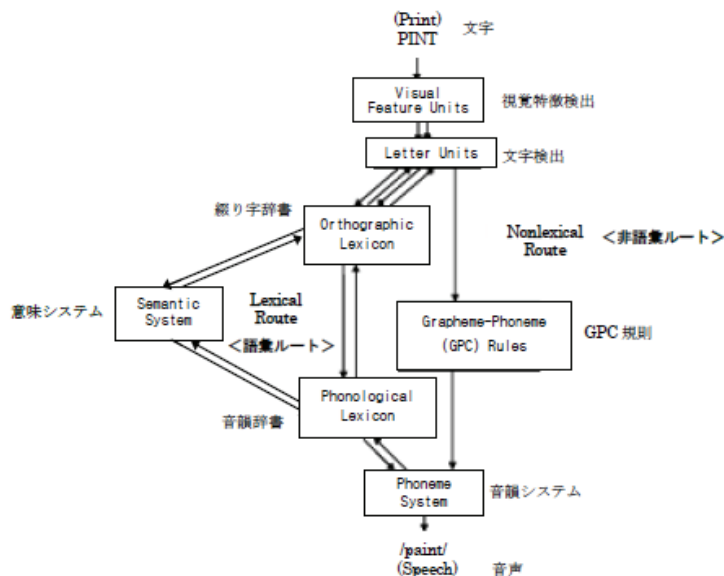 (Print)
PINT
文字
Visual
Feature Units
視覚特徴検出
Letter Units
文字検出
綴り字辞書
Orthographic
Lexicon
Nonlexical
Route
＜非語彙ルート＞
意味システム
Semantic
System
Lexical
Route
＜語彙ルート＞
Grapheme-Phoneme
(GPC) Rules
GPC 規則
Phonological
Lexicon
音韻辞書
Phoneme
System
音韻システム
/paint/
(Speech)
音声